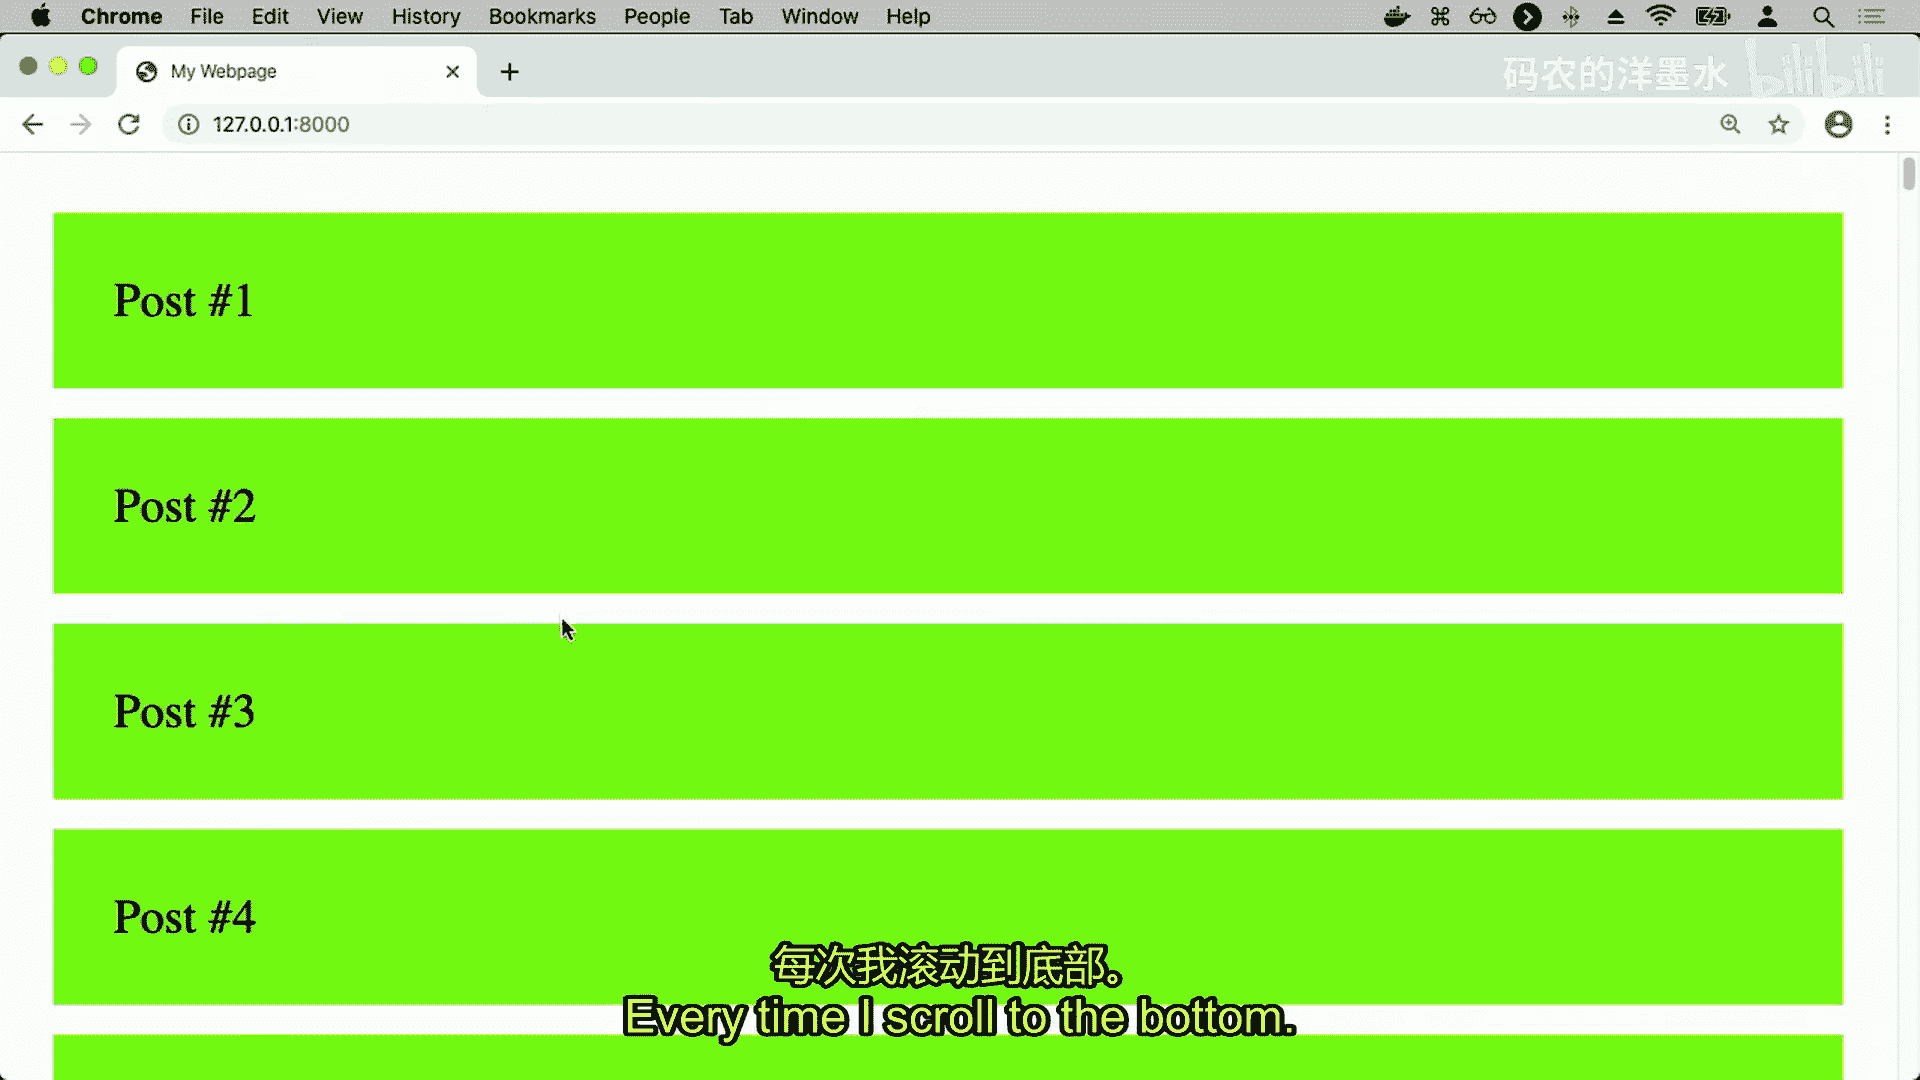 Chrome File Edit View History Bookmarks People Tab Window Help
My Webpage
码农的洋墨水 bilibili
127.0.0.1:8000
Post #1
Post #2
Post #3
Post #4
每次我滚动到底部。
Every time I scroll to the bottom.